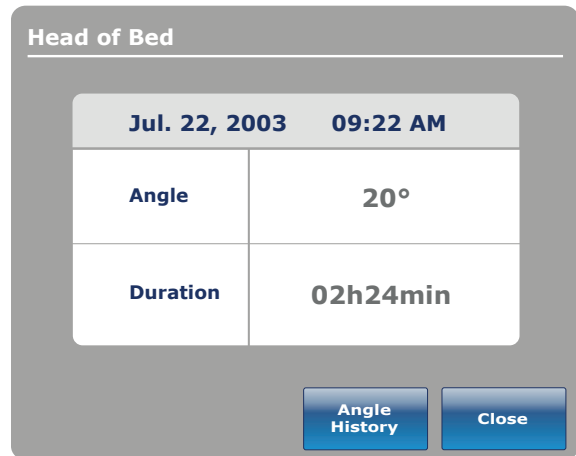 Head of Bed
Jul. 22, 2003 09:22 AM
Angle 20°
Duration 02h24min
Angle
History
Close